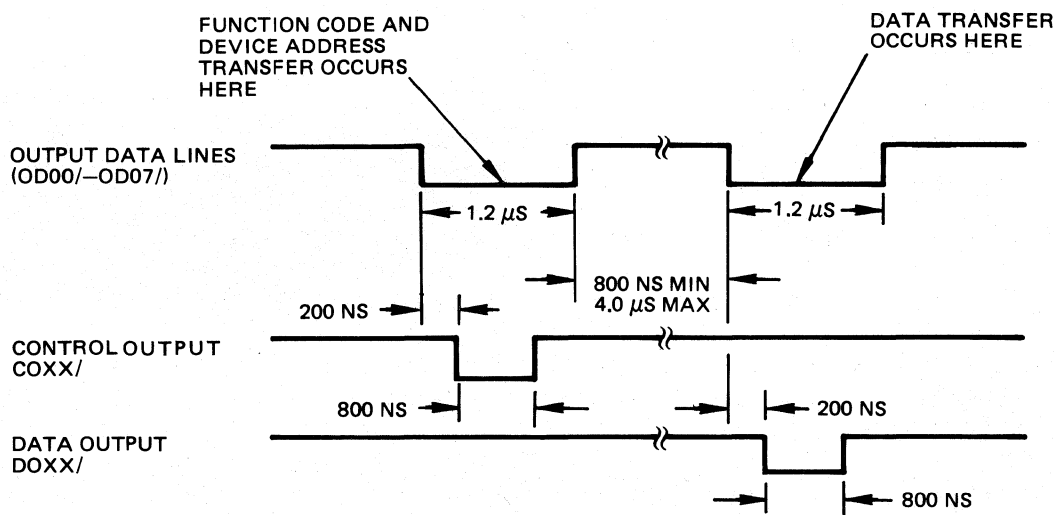 FUNCTION CODE AND
DEVICE ADDRESS
TRANSFER OCCURS
HERE
DATA TRANSFER
OCCURS HERE
OUTPUT DATA LINES
(OD00/—OD07/)
1.2 μS
1.2 μS
800 NS MIN
4.0 μS MAX
200 NS
CONTROL OUTPUT
COXX/
800 NS
200 NS
DATA OUTPUT
DOXX/
800 NS